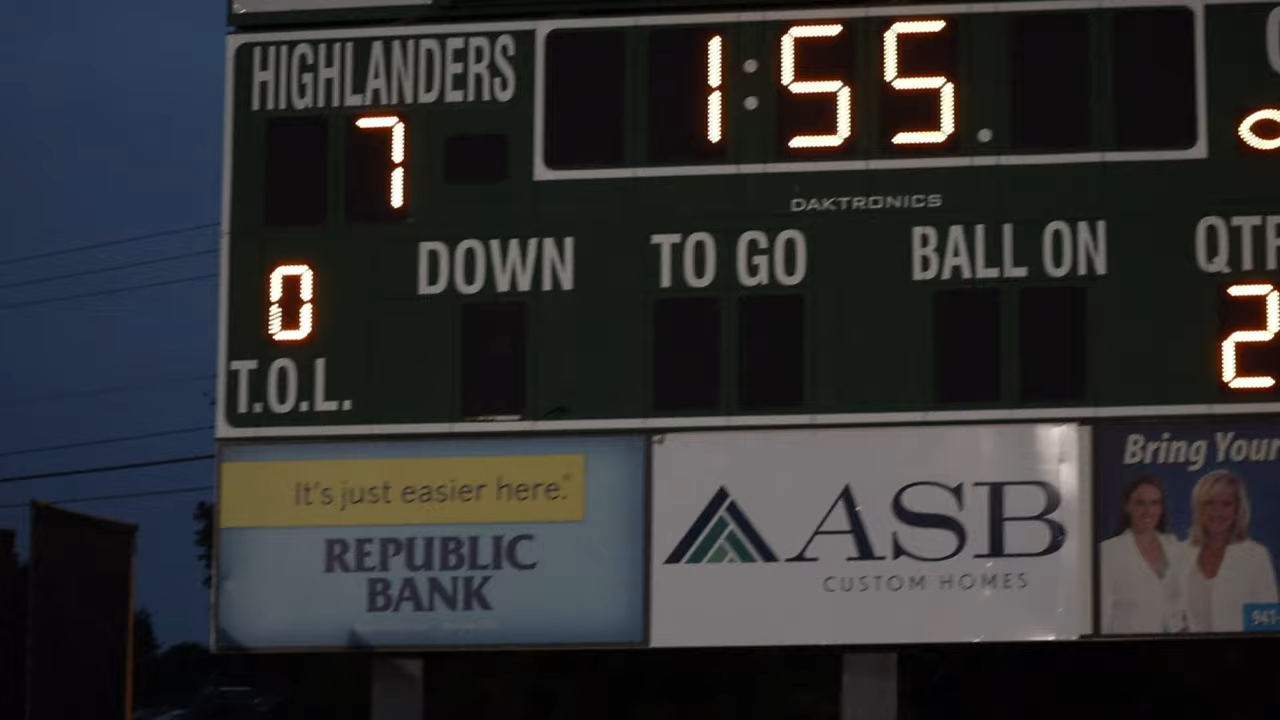 HIGHLANDERS
1:55.
7
DAKTRONICS
DOWN
TO GO
BALL ON
QTR
0
2
T.O.L.
It's just easier here.®
REPUBLIC
BANK
ASB
CUSTOM HOMES
Bring Your
941